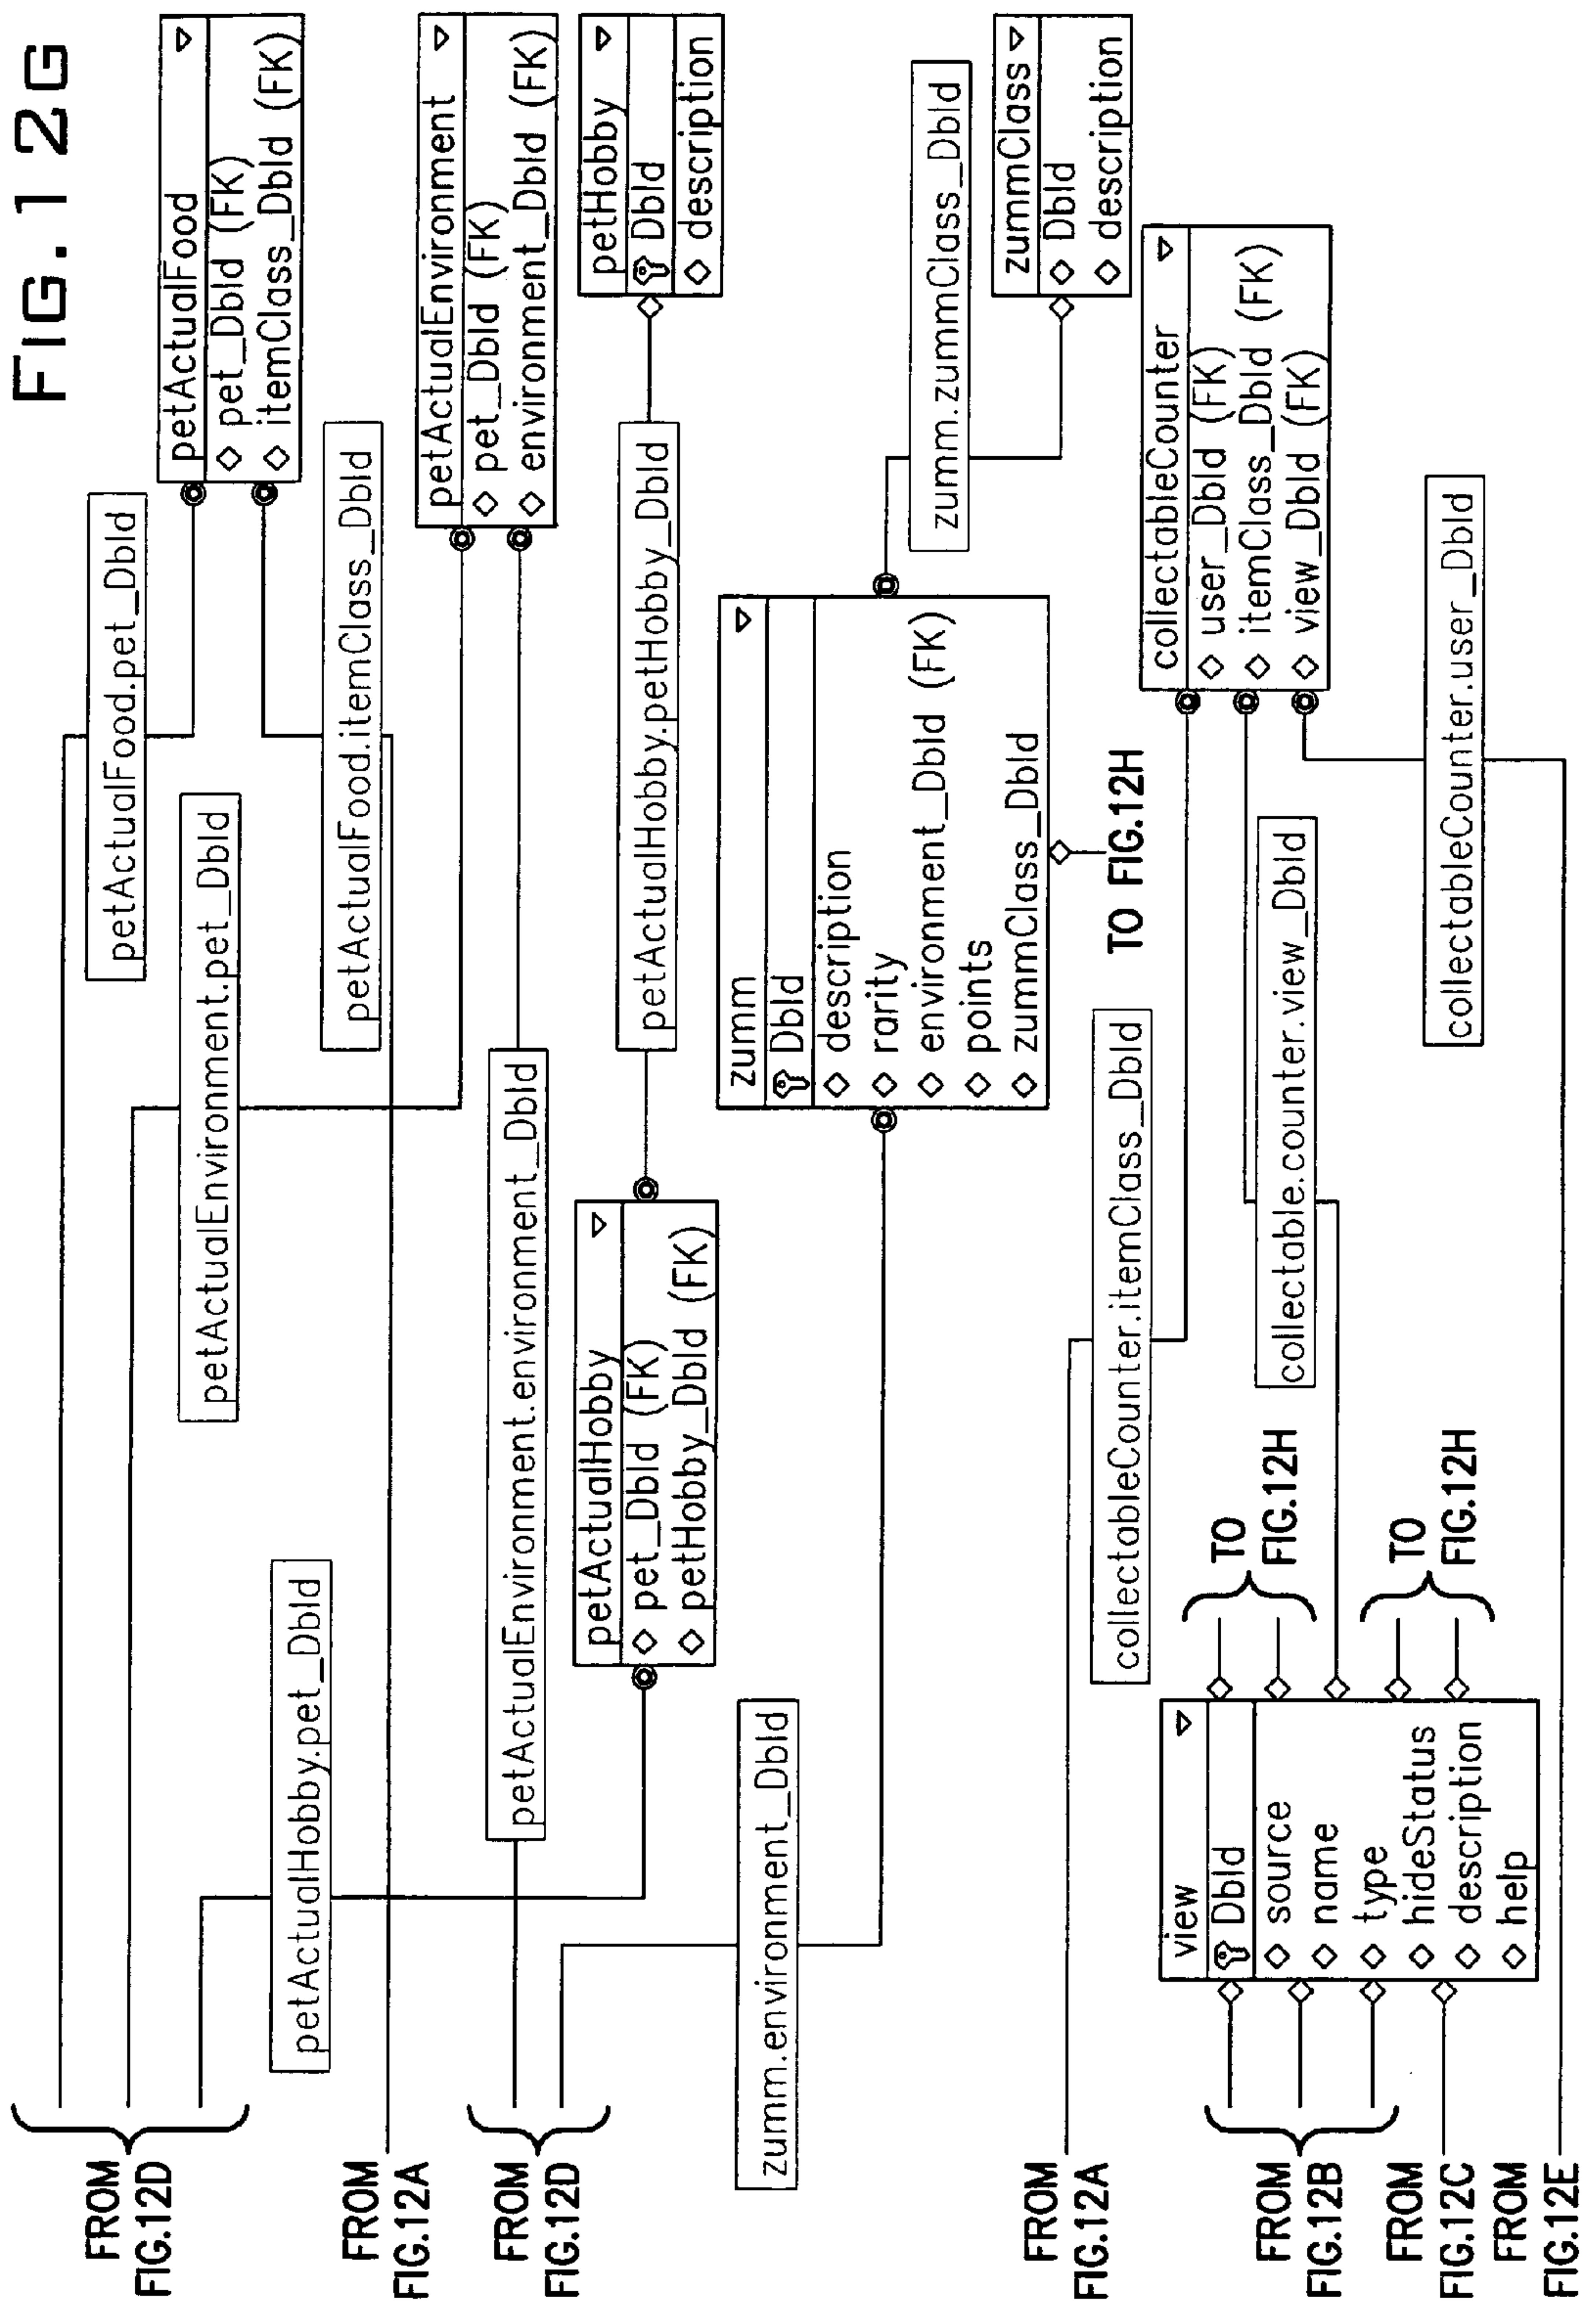 FIG.12G
FROM
FIG.12D
petActualFood.pet_DbId
petActualFood
pet_DbId (FK)
itemClass_DbId (FK)
petActualEnvironment.pet_DbId
petActualHobby.pet_DbId
FROM
FIG.12A
petActualFood.itemClass_DbId
petActualEnvironment
pet_DbId (FK)
environment_DbId (FK)
FROM
FIG.12D
petActualEnvironment.environment_DbId
petActualHobby
pet_DbId (FK)
petHobby_DbId (FK)
petActualHobby.petHobby_DbId
petHobby
DbId
description
zumm.environment_DbId
zumm
DbId
description
rarity
environment_DbId (FK)
points
zummClass_DbId
zumm.zummClass_DbId
zummClass
DbId
description
TO FIG.12H
FROM
FIG.12A
collectableCounter.itemClass_DbId
collectableCounter
user_DbId (FK)
itemClass_DbId (FK)
view_DbId (FK)
FROM
FIG.12B
view
DbId
source
name
type
hideStatus
description
help
TO
FIG.12H
TO
FIG.12H
collectable.counter.view_DbId
FROM
FIG.12C
FROM
FIG.12E
collectableCounter.user_DbId